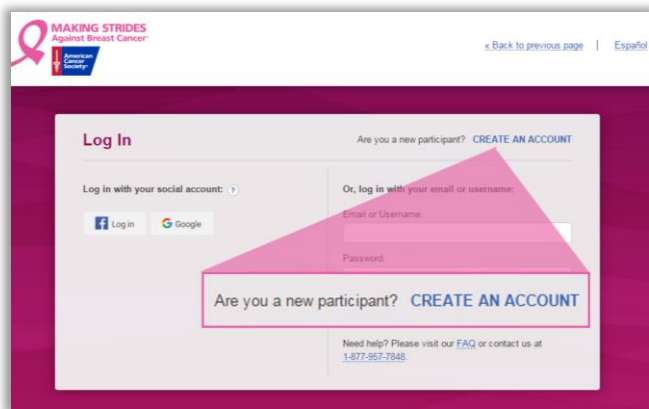 MAKING STRIDES
Against Breast Cancer
American
Cancer
Society
« Back to previous page | Español
Log In
Are you a new participant? CREATE AN ACCOUNT
Log in with your social account: ?
Log in
Google
Or, log in with your email or username:
Email or Username:
Password:
Are you a new participant? CREATE AN ACCOUNT
Need help? Please visit our FAQ or contact us at
1-877-957-7848.